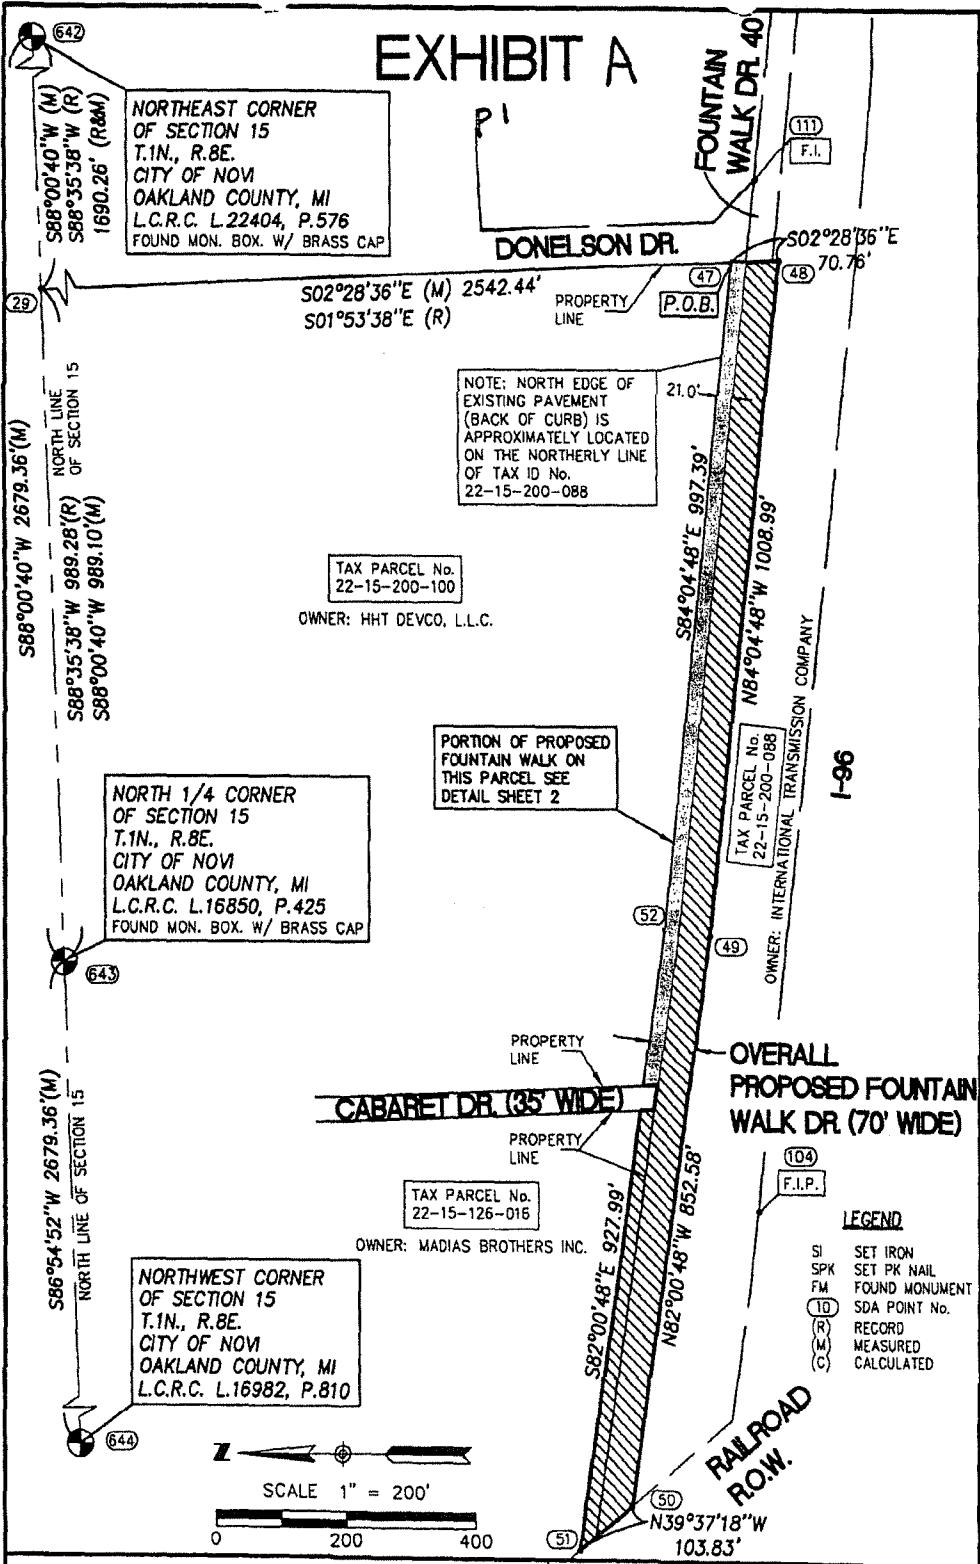 EXHIBIT A
P1
642
S88°00'40"W (M)
S88°35'38"W (R)
1690.26' (R&M)
NORTHEAST CORNER
OF SECTION 15
T.1N., R.8E.
CITY OF NOVI
OAKLAND COUNTY, MI
L.C.R.C. L.22404, P.576
FOUND MON. BOX. W/ BRASS CAP
FOUNTAIN
WALK DR. 40
111
F.I.
DONELSON DR.
S02°28'36"E
70.76'
47
48
P.O.B.
29
S02°28'36"E (M) 2542.44'
S01°53'38"E (R)
PROPERTY
LINE
NORTH LINE
OF SECTION 15
NOTE: NORTH EDGE OF
EXISTING PAVEMENT
(BACK OF CURB) IS
APPROXIMATELY LOCATED
ON THE NORTHERLY LINE
OF TAX ID No.
22-15-200-088
21.0'
S88°00'40"W 2679.36'(M)
S88°35'38"W 989.28'(R)
S88°00'40"W 989.10'(M)
S84°04'48"E 997.39'
N84°04'48"W 1008.99'
TAX PARCEL No.
22-15-200-100
OWNER: HHT DEVCO, L.L.C.
PORTION OF PROPOSED
FOUNTAIN WALK ON
THIS PARCEL SEE
DETAIL SHEET 2
TAX PARCEL No.
22-15-200-088
OWNER: INTERNATIONAL TRANSMISSION COMPANY
I-96
NORTH 1/4 CORNER
OF SECTION 15
T.1N., R.8E.
CITY OF NOVI
OAKLAND COUNTY, MI
L.C.R.C. L.16850, P.425
FOUND MON. BOX. W/ BRASS CAP
52
49
643
PROPERTY
LINE
OVERALL
PROPOSED FOUNTAIN
WALK DR. (70' WIDE)
CABARET DR. (35' WIDE)
PROPERTY
LINE
S86°54'52"W 2679.36'(M)
NORTH LINE OF SECTION 15
TAX PARCEL No.
22-15-126-016
OWNER: MADIAS BROTHERS INC.
S82°00'48"E 927.99'
N82°00'48"W 852.58'
104
F.I.P.
LEGEND
SI SET IRON
SPK SET PK NAIL
FM FOUND MONUMENT
10 SDA POINT No.
(R) RECORD
(M) MEASURED
(C) CALCULATED
NORTHWEST CORNER
OF SECTION 15
T.1N., R.8E.
CITY OF NOVI
OAKLAND COUNTY, MI
L.C.R.C. L.16982, P.810
644
Z
SCALE 1" = 200'
0 200 400
RAILROAD
R.O.W.
50
51
N39°37'18"W
103.83'